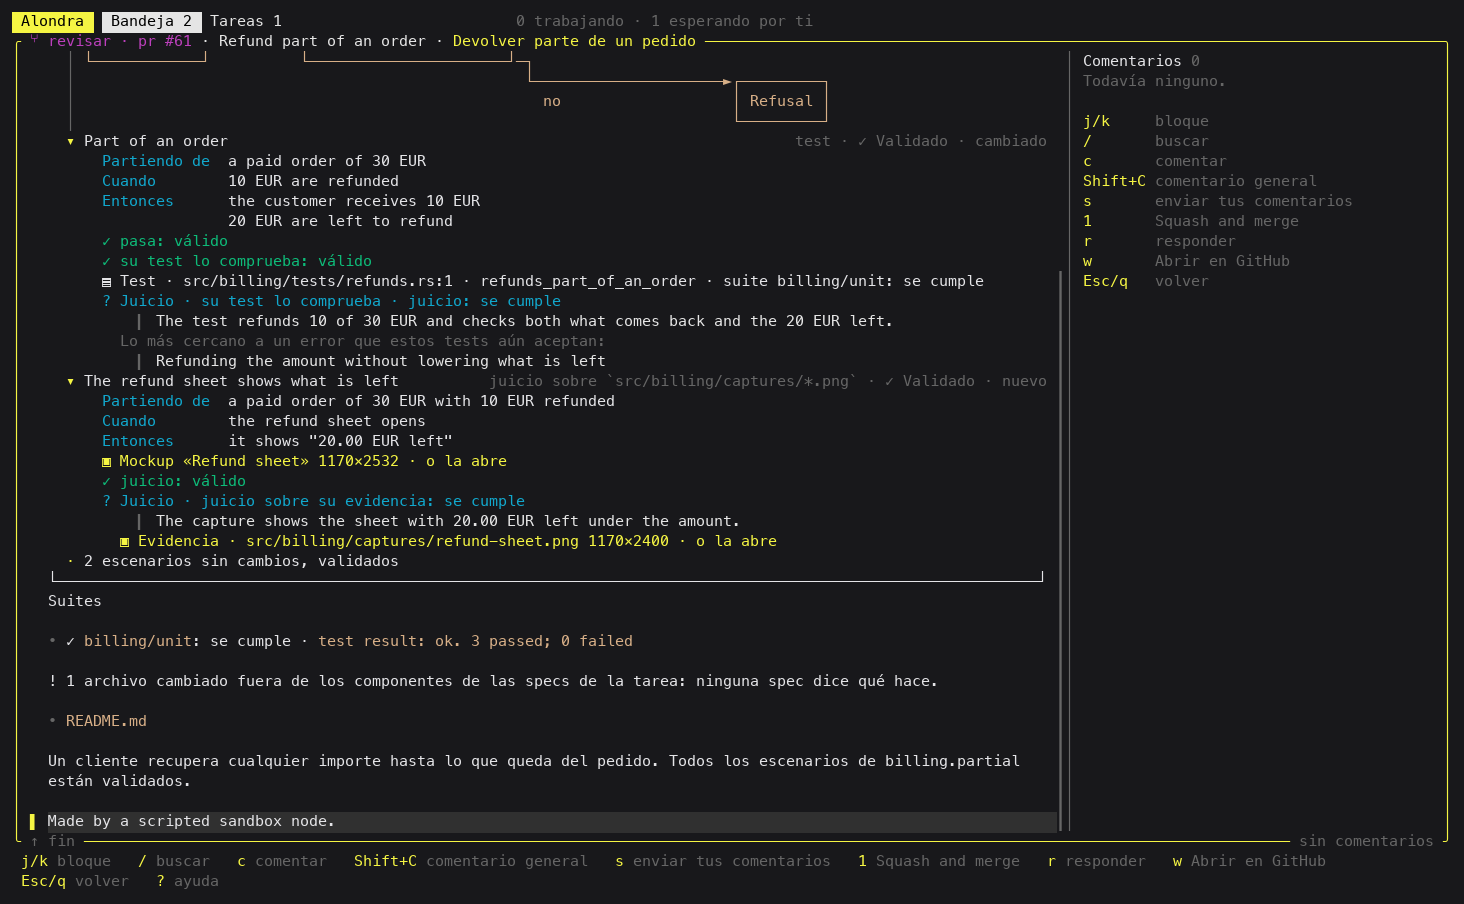 Alondra Bandeja 2 Tareas 1 0 trabajando · 1 esperando por ti
revisar · pr #61 · Refund part of an order · Devolver parte de un pedido
Comentarios 0
Todavía ninguno.
no Refusal
j/k bloque
/ buscar
c comentar
Shift+C comentario general
s enviar tus comentarios
1 Squash and merge
r responder
w Abrir en GitHub
Esc/q volver
▾ Part of an order test · ✓ Validado · cambiado
Partiendo de a paid order of 30 EUR
Cuando 10 EUR are refunded
Entonces the customer receives 10 EUR
20 EUR are left to refund
✓ pasa: válido
✓ su test lo comprueba: válido
▤ Test · src/billing/tests/refunds.rs:1 · refunds_part_of_an_order · suite billing/unit: se cumple
? Juicio · su test lo comprueba · juicio: se cumple
The test refunds 10 of 30 EUR and checks both what comes back and the 20 EUR left.
Lo más cercano a un error que estos tests aún aceptan:
Refunding the amount without lowering what is left
▾ The refund sheet shows what is left juicio sobre `src/billing/captures/*.png` · ✓ Validado · nuevo
Partiendo de a paid order of 30 EUR with 10 EUR refunded
Cuando the refund sheet opens
Entonces it shows "20.00 EUR left"
▣ Mockup «Refund sheet» 1170×2532 · o la abre
✓ juicio: válido
? Juicio · juicio sobre su evidencia: se cumple
The capture shows the sheet with 20.00 EUR left under the amount.
▣ Evidencia · src/billing/captures/refund-sheet.png 1170×2400 · o la abre
· 2 escenarios sin cambios, validados
Suites
• ✓ billing/unit: se cumple · test result: ok. 3 passed; 0 failed
! 1 archivo cambiado fuera de los componentes de las specs de la tarea: ninguna spec dice qué hace.
• README.md
Un cliente recupera cualquier importe hasta lo que queda del pedido. Todos los escenarios de billing.partial
están validados.
Made by a scripted sandbox node.
↑ fin sin comentarios
j/k bloque / buscar c comentar Shift+C comentario general s enviar tus comentarios 1 Squash and merge r responder w Abrir en GitHub
Esc/q volver ? ayuda